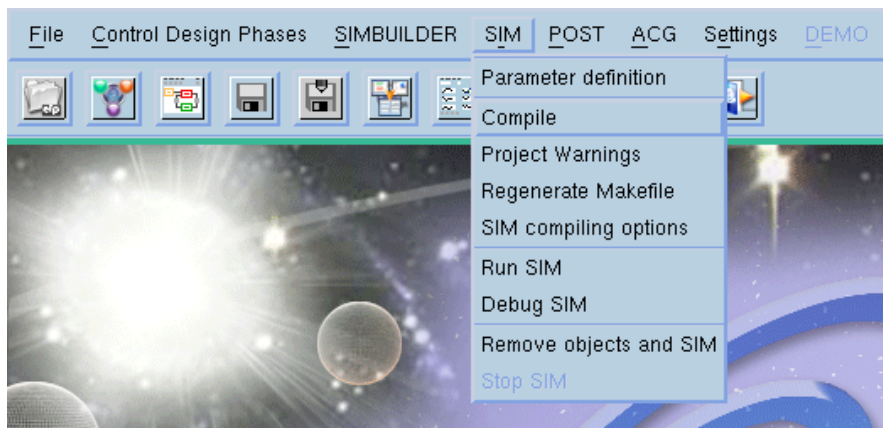 File Control Design Phases SIMBUILDER SIM POST ACG Settings DEMO
GP
Parameter definition
Compile
Project Warnings
Regenerate Makefile
SIM compiling options
Run SIM
Debug SIM
Remove objects and SIM
Stop SIM